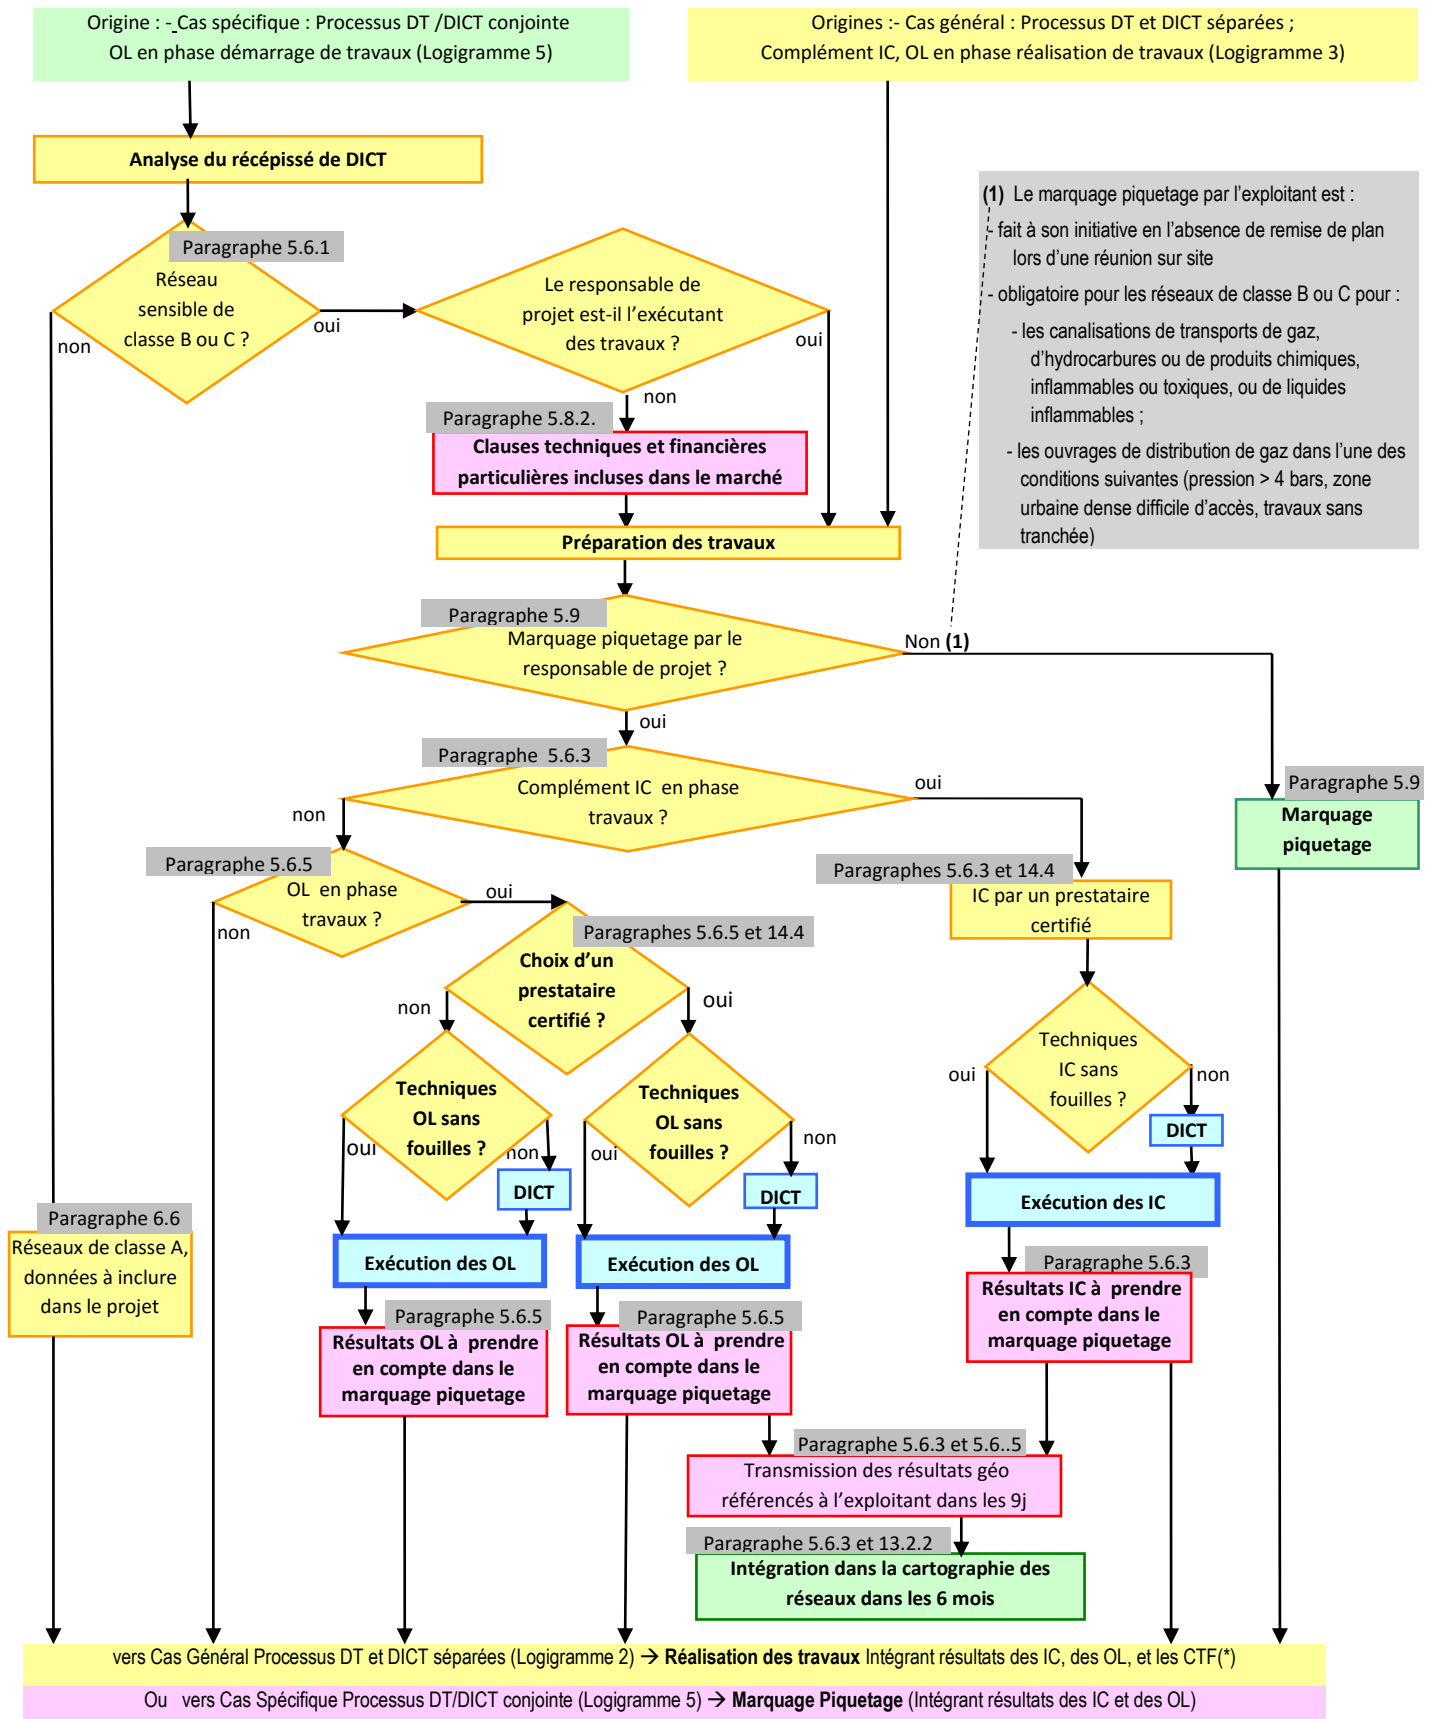 Origine : - Cas spécifique : Processus DT /DICT conjointe
OL en phase démarrage de travaux (Logigramme 5)
Origines :- Cas général : Processus DT et DICT séparées ;
Complément IC, OL en phase réalisation de travaux (Logigramme 3)
Analyse du récépissé de DICT
(1) Le marquage piquetage par l’exploitant est :
- fait à son initiative en l’absence de remise de plan
lors d’une réunion sur site
- obligatoire pour les réseaux de classe B ou C pour :
- les canalisations de transports de gaz,
d’hydrocarbures ou de produits chimiques,
inflammables ou toxiques, ou de liquides
inflammables ;
- les ouvrages de distribution de gaz dans l’une des
conditions suivantes (pression > 4 bars, zone
urbaine dense difficile d’accès, travaux sans
tranchée)
Paragraphe 5.6.1
Réseau
sensible de
classe B ou C ?
non
oui
Le responsable de
projet est-il l’exécutant
des travaux ?
oui
non
Paragraphe 5.8.2.
Clauses techniques et financières
particulières incluses dans le marché
Préparation des travaux
Paragraphe 5.9
Marquage piquetage par le
responsable de projet ?
Non (1)
oui
Paragraphe 5.6.3
Complément IC en phase
travaux ?
oui
non
Paragraphe 5.9
Marquage
piquetage
Paragraphe 5.6.5
OL en phase
travaux ?
oui
non
Paragraphes 5.6.3 et 14.4
IC par un prestataire
certifié
Paragraphes 5.6.5 et 14.4
Choix d’un
prestataire
certifié ?
non
oui
Techniques
IC sans
fouilles ?
oui
non
DICT
Techniques
OL sans
fouilles ?
oui
non
DICT
Techniques
OL sans
fouilles ?
oui
non
DICT
Exécution des IC
Paragraphe 6.6
Réseaux de classe A,
données à inclure
dans le projet
Exécution des OL
Exécution des OL
Paragraphe 5.6.3
Résultats IC à prendre
en compte dans le
marquage piquetage
Paragraphe 5.6.5
Résultats OL à prendre
en compte dans le
marquage piquetage
Paragraphe 5.6.5
Résultats OL à prendre
en compte dans le
marquage piquetage
Paragraphe 5.6.3 et 5.6..5
Transmission des résultats géo
référencés à l’exploitant dans les 9j
Paragraphe 5.6.3 et 13.2.2
Intégration dans la cartographie des
réseaux dans les 6 mois
vers Cas Général Processus DT et DICT séparées (Logigramme 2) → Réalisation des travaux Intégrant résultats des IC, des OL, et les CTF(*)
Ou vers Cas Spécifique Processus DT/DICT conjointe (Logigramme 5) → Marquage Piquetage (Intégrant résultats des IC et des OL)